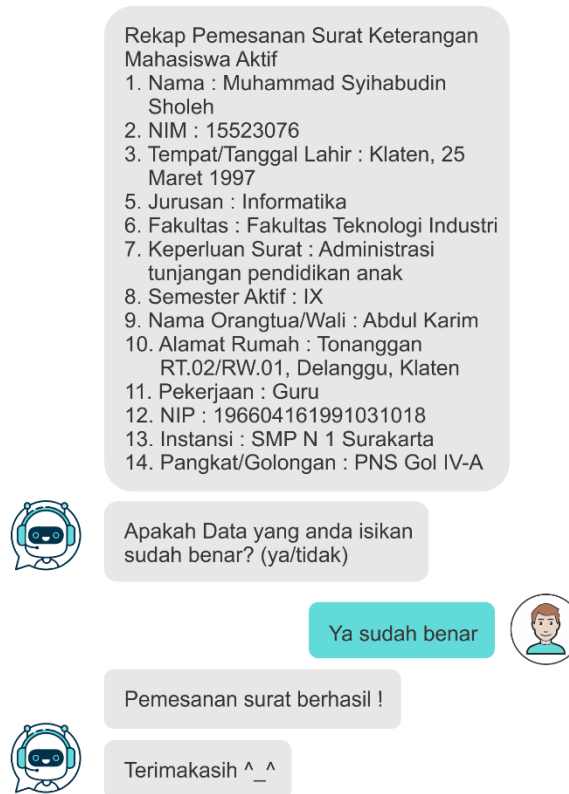 Rekap Pemesanan Surat Keterangan
Mahasiswa Aktif
1. Nama : Muhammad Syihabudin
Sholeh
2. NIM : 15523076
3. Tempat/Tanggal Lahir : Klaten, 25
Maret 1997
5. Jurusan : Informatika
6. Fakultas : Fakultas Teknologi Industri
7. Keperluan Surat : Administrasi
tunjangan pendidikan anak
8. Semester Aktif : IX
9. Nama Orangtua/Wali : Abdul Karim
10. Alamat Rumah : Tonanggan
RT.02/RW.01, Delanggu, Klaten
11. Pekerjaan : Guru
12. NIP : 196604161991031018
13. Instansi : SMP N 1 Surakarta
14. Pangkat/Golongan : PNS Gol IV-A
Apakah Data yang anda isikan
sudah benar? (ya/tidak)
Ya sudah benar
Pemesanan surat berhasil !
Terimakasih ^_^